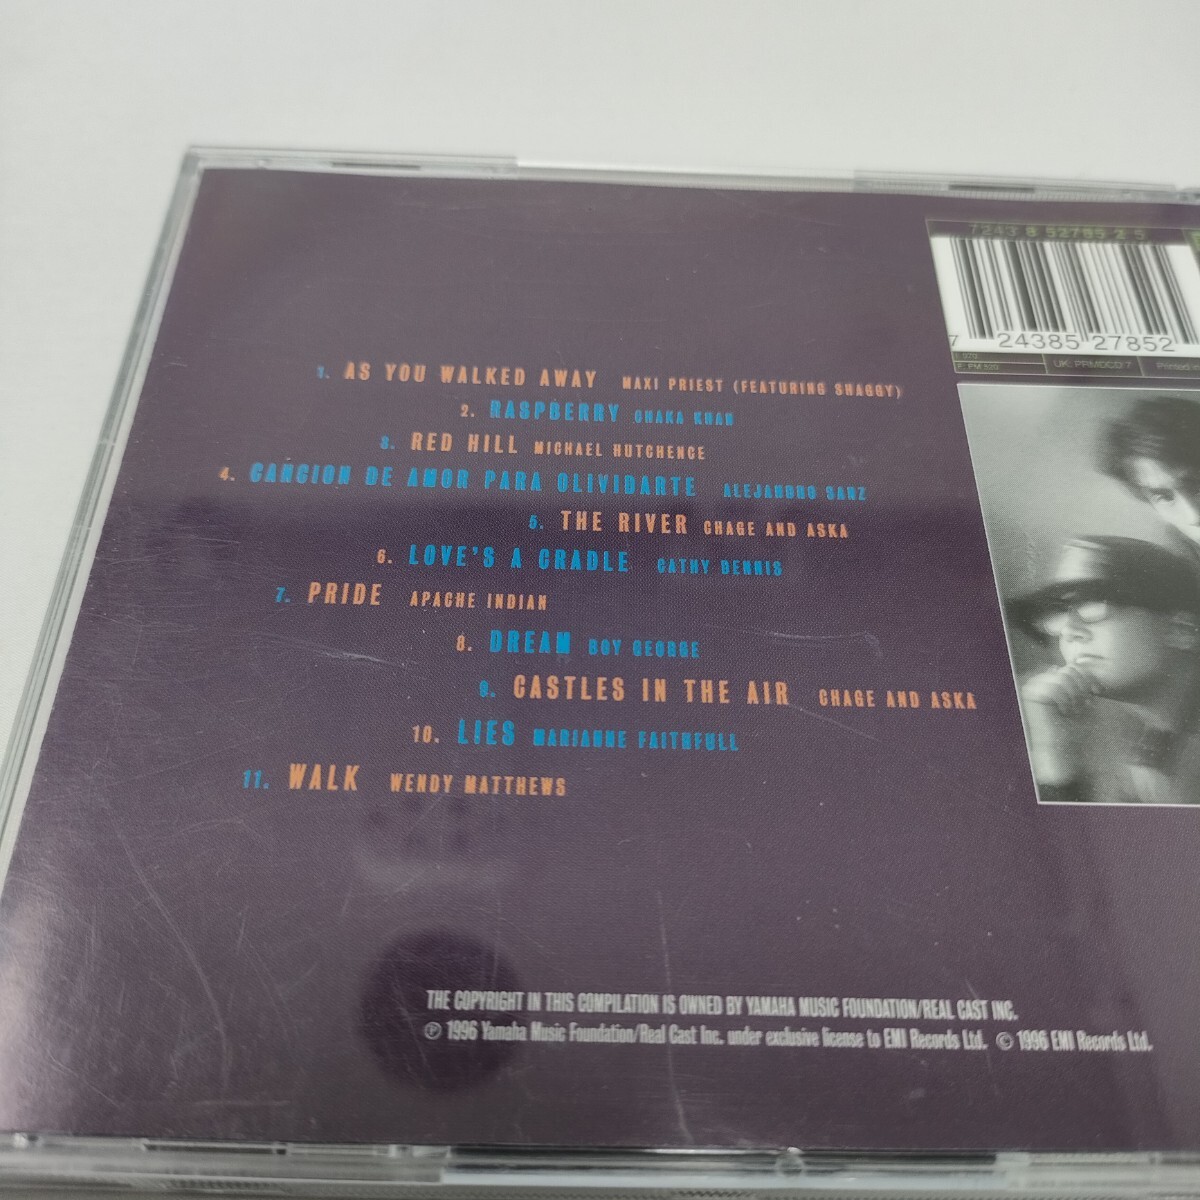 7243 8 52785 2 5
7 24385 27852
F: PM 520
UK: PRMDCD 7
Printed in
1. AS YOU WALKED AWAY MAXI PRIEST (FEATURING SHAGGY)
2. RASPBERRY CHAKA KHAN
3. RED HILL MICHAEL HUTCHENCE
4. CANCION DE AMOR PARA OLIVIDARTE ALEJANDRO SANZ
5. THE RIVER CHAGE AND ASKA
6. LOVE'S A CRADLE CATHY DENNIS
7. PRIDE APACHE INDIAN
8. DREAM BOY GEORGE
9. CASTLES IN THE AIR CHAGE AND ASKA
10. LIES MARIANNE FAITHFULL
11. WALK WENDY MATTHEWS
THE COPYRIGHT IN THIS COMPILATION IS OWNED BY YAMAHA MUSIC FOUNDATION/REAL CAST INC.
℗ 1996 Yamaha Music Foundation/Real Cast Inc. under exclusive license to EMI Records Ltd. © 1996 EMI Records Ltd.